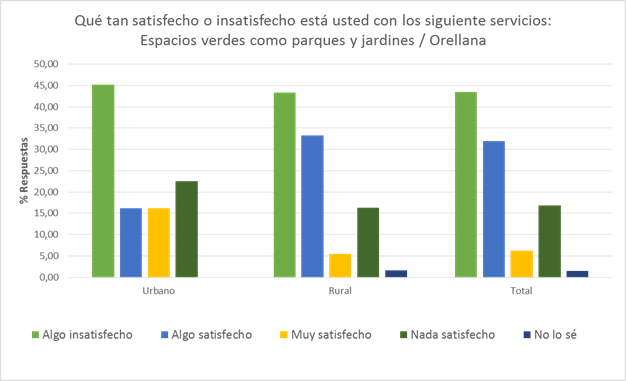 Qué tan satisfecho o insatisfecho está usted con los siguiente servicios:
Espacios verdes como parques y jardines / Orellana
50,00
45,00
40,00
35,00
30,00
25,00
20,00
15,00
10,00
5,00
0,00
% Respuestas
Urbano Rural Total
Algo insatisfecho Algo satisfecho Muy satisfecho Nada satisfecho No lo sé